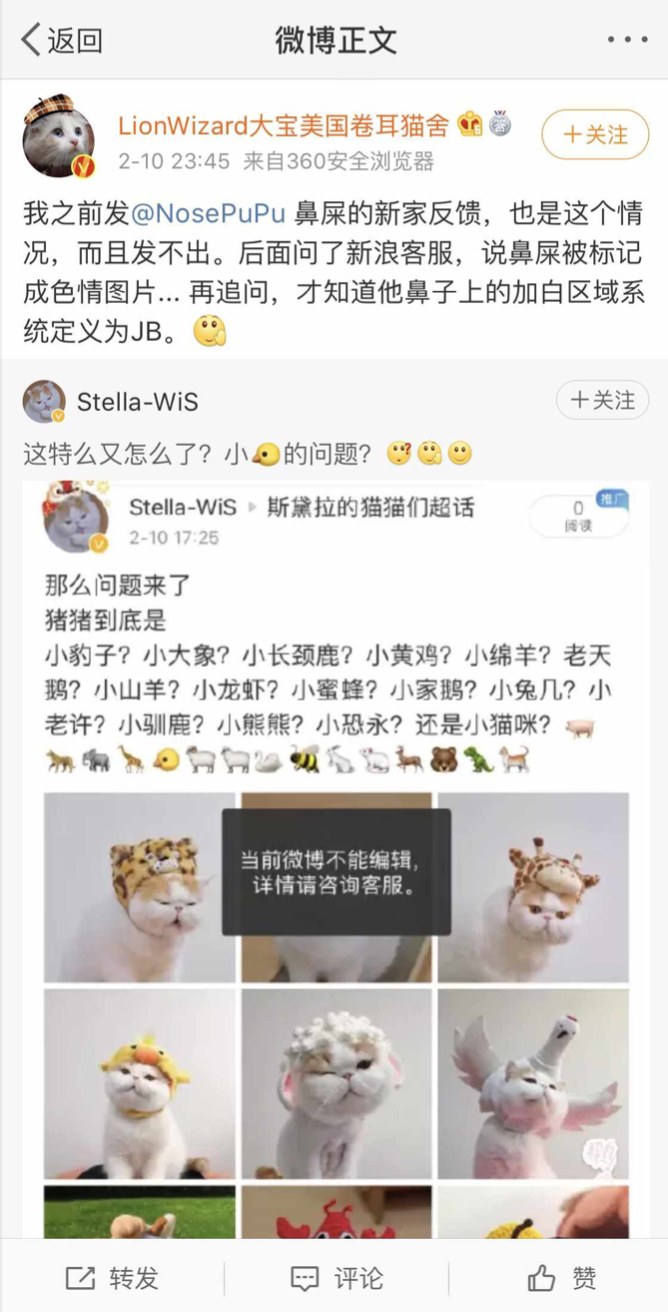 返回
微博正文
LionWizard大宝美国卷耳猫舍
+关注
2-10 23:45 来自360安全浏览器
我之前发@NosePuPu 鼻屎的新家反馈，也是这个情
况，而且发不出。后面问了新浪客服，说鼻屎被标记
成色情图片... 再追问，才知道他鼻子上的加白区域系
统定义为JB。
Stella-WiS
+关注
这特么又怎么了？小🐤的问题？
Stella-WiS 斯黛拉的猫猫们超话
0
推广
阅读
2-10 17:25
那么问题来了
猪猪到底是
小豹子？小大象？小长颈鹿？小黄鸡？小绵羊？老天
鹅？小山羊？小龙虾？小蜜蜂？小家鹅？小兔几？小
老许？小驯鹿？小熊熊？小恐永？还是小猫咪？
当前微博不能编辑，
详情请咨询客服。
转发
评论
赞